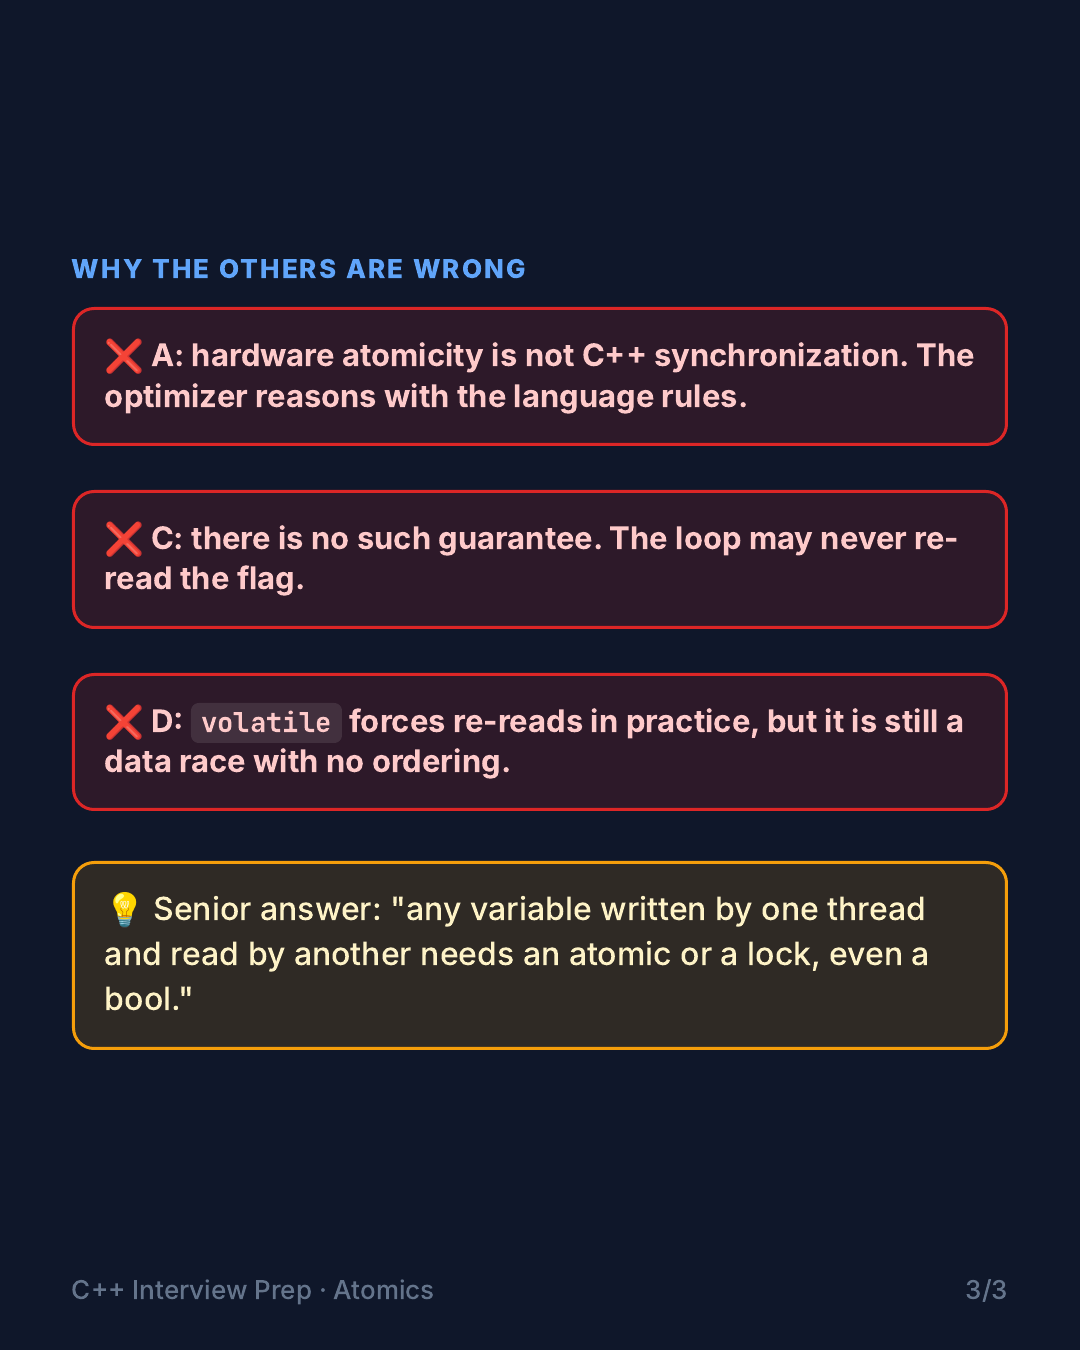 WHY THE OTHERS ARE WRONG
❌ A: hardware atomicity is not C++ synchronization. The
optimizer reasons with the language rules.
❌ C: there is no such guarantee. The loop may never re-
read the flag.
❌ D: volatile forces re-reads in practice, but it is still a
data race with no ordering.
💡 Senior answer: "any variable written by one thread
and read by another needs an atomic or a lock, even a
bool."
C++ Interview Prep · Atomics
3/3